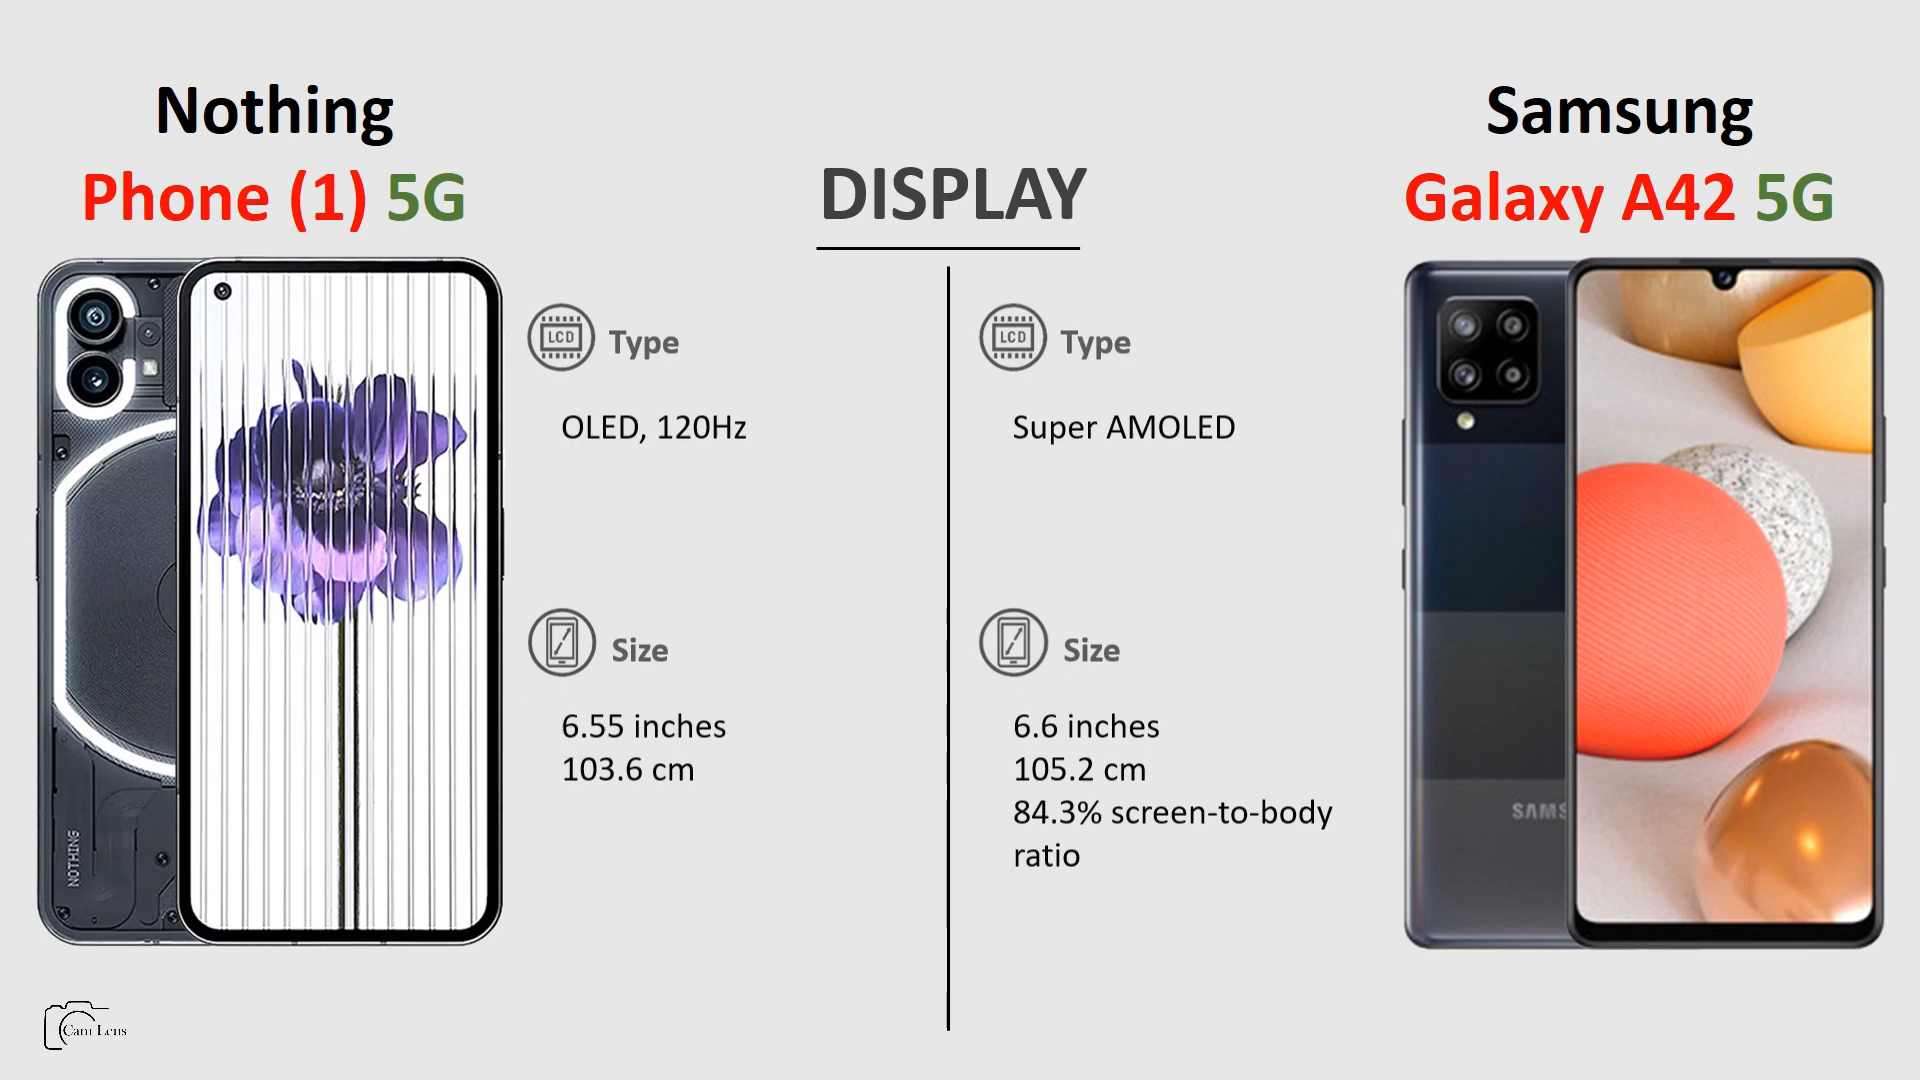 Nothing
Phone (1) 5G
DISPLAY
Samsung
Galaxy A42 5G
LCD
Type
OLED, 120Hz
Size
6.55 inches
103.6 cm
LCD
Type
Super AMOLED
Size
6.6 inches
105.2 cm
84.3% screen-to-body
ratio
NOTHING
SAMS
Cam Lens